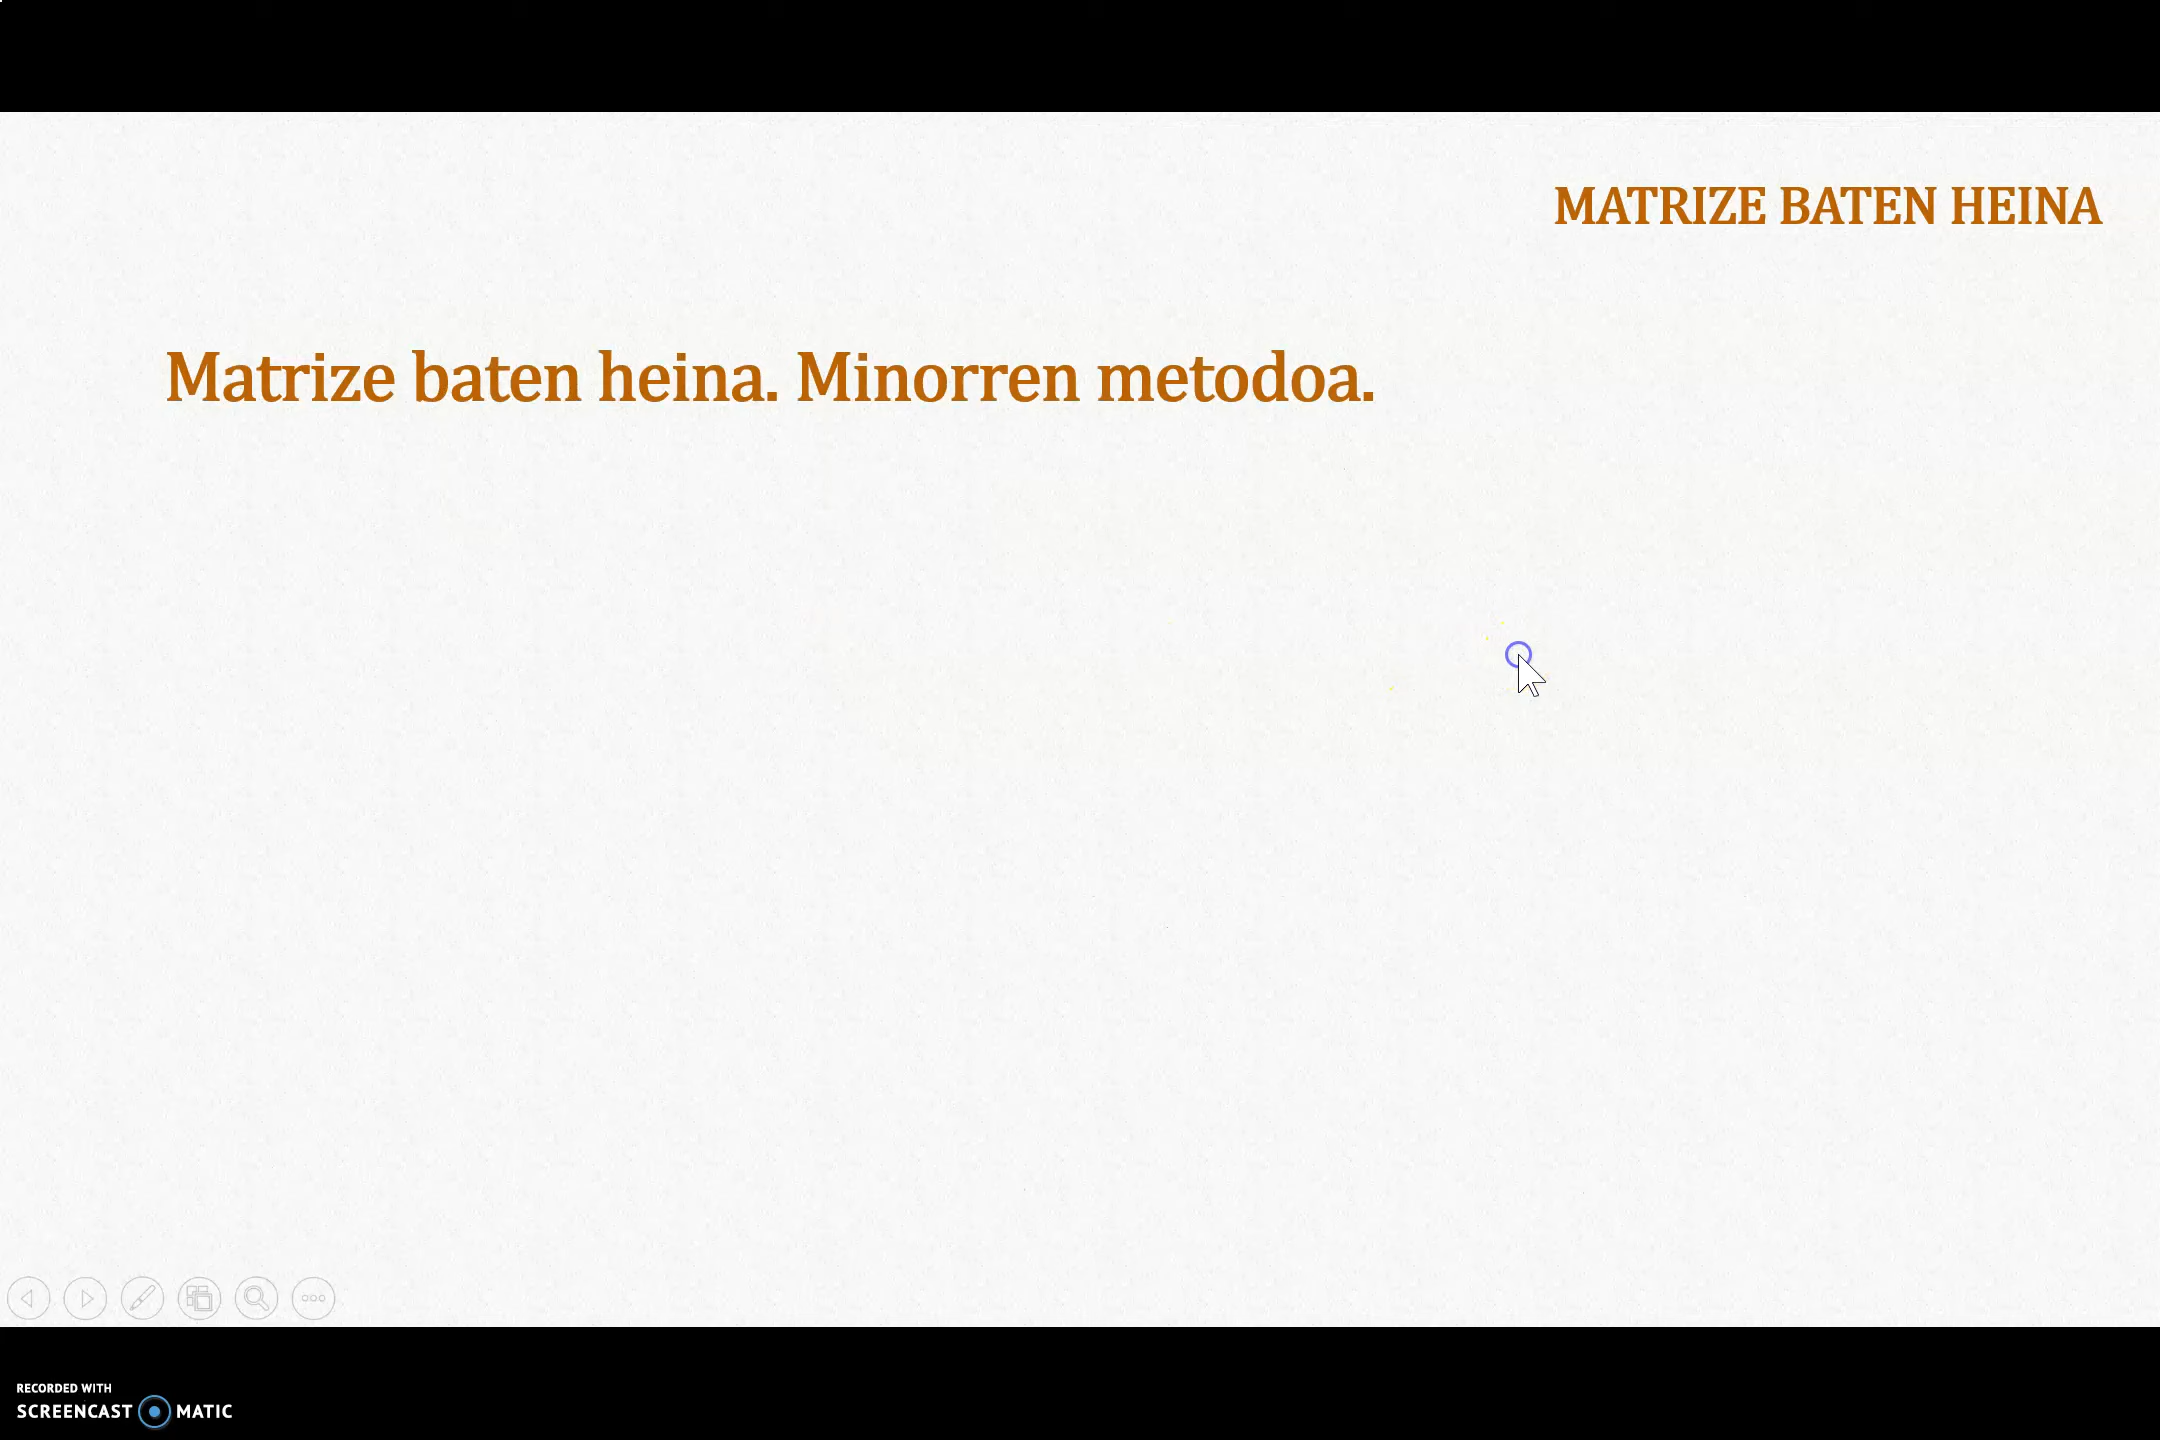 MATRIZE BATEN HEINA
Matrize baten heina. Minorren metodoa.
RECORDED WITH
SCREENCAST MATIC